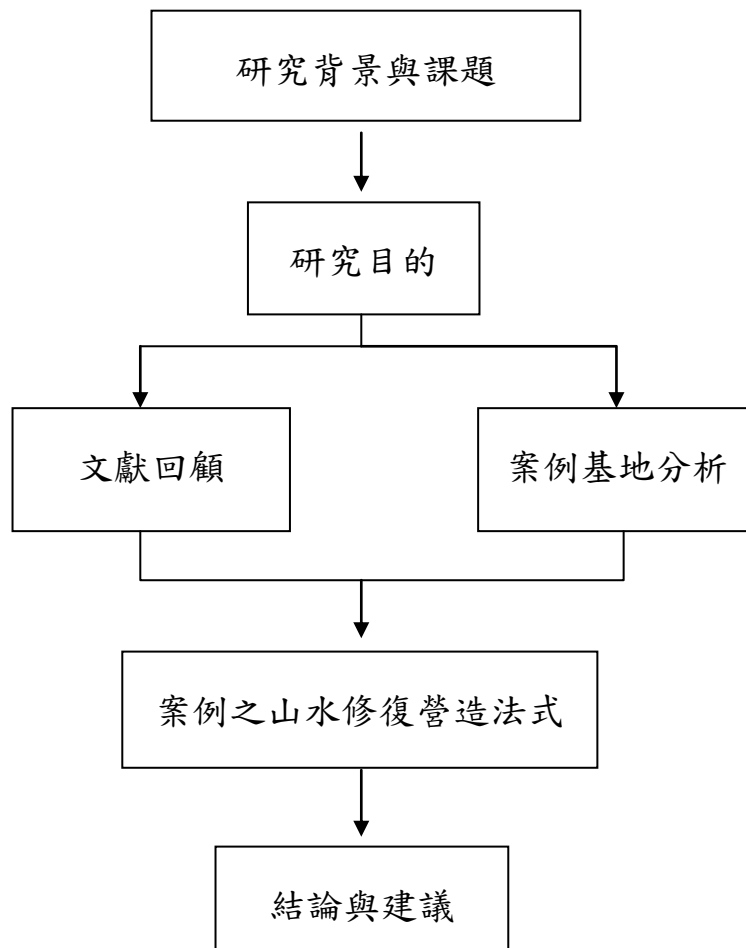 研究背景與課題
研究目的
文獻回顧
案例基地分析
案例之山水修復營造法式
結論與建議